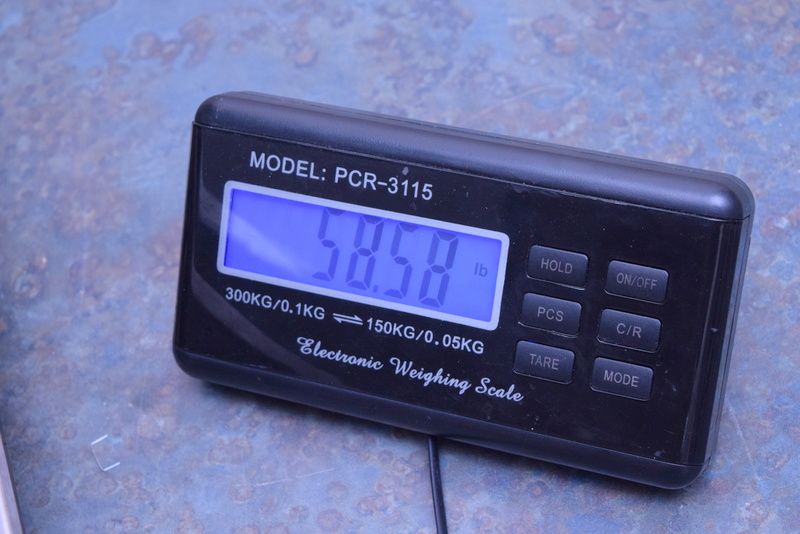 MODEL: PCR-3115
58.58 lb
300KG/0.1KG ⇌ 150KG/0.05KG
Electronic Weighing Scale
HOLD ON/OFF
PCS C/R
TARE MODE